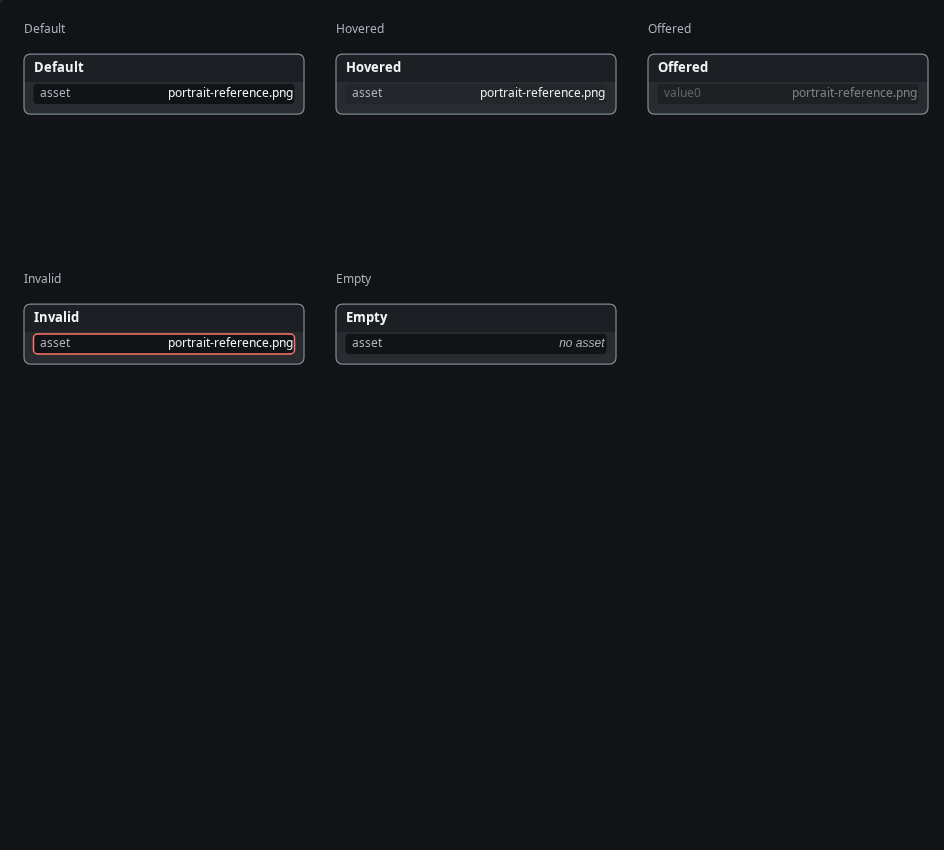 Default
Hovered
Offered
Default
Hovered
Offered
asset portrait-reference.png
asset portrait-reference.png
value0 portrait-reference.png
Invalid
Empty
Invalid
Empty
asset portrait-reference.png
asset no asset